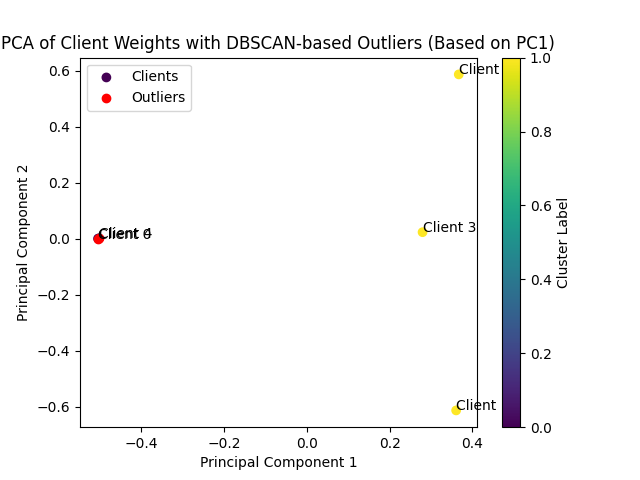 PCA of Client Weights with DBSCAN-based Outliers (Based on PC1)
Clients
Outliers
Client
Client 3
Client 4
Client 0
Client
0.6
0.4
0.2
0.0
−0.2
−0.4
−0.6
Principal Component 2
−0.4
−0.2
0.0
0.2
0.4
Principal Component 1
1.0
0.8
0.6
0.4
0.2
0.0
Cluster Label